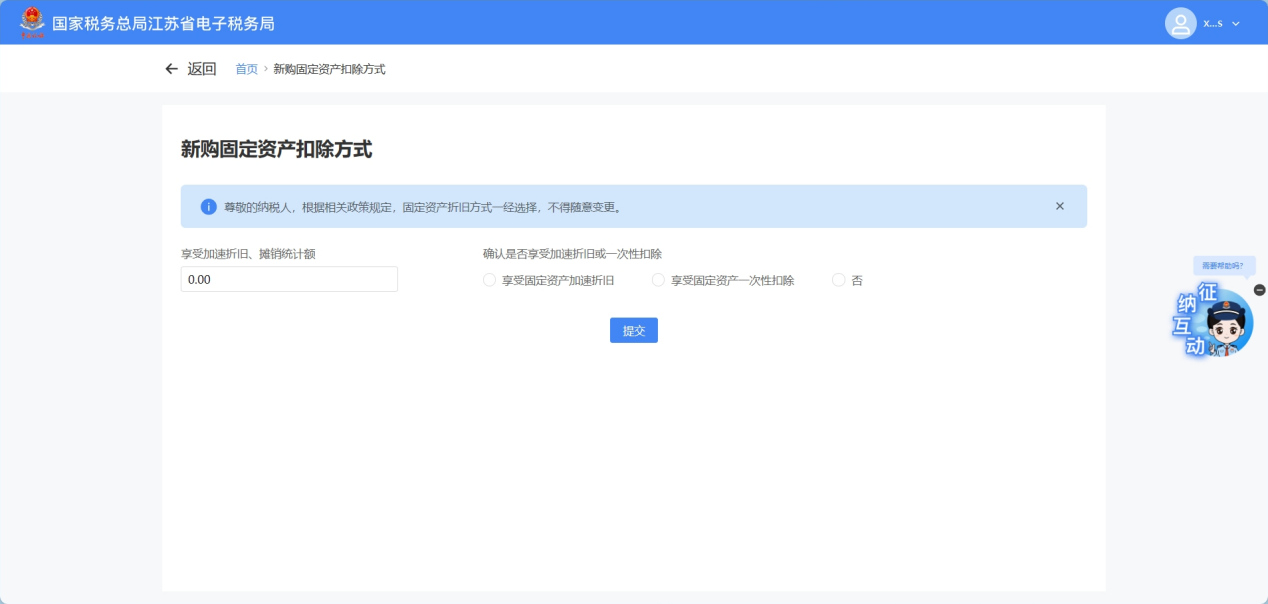 国家税务总局江苏省电子税务局
x...s
返回 首页 > 新购固定资产扣除方式
新购固定资产扣除方式
尊敬的纳税人，根据相关政策规定，固定资产折旧方式一经选择，不得随意变更。
享受加速折旧、摊销统计额 确认是否享受加速折旧或一次性扣除
0.00 享受固定资产加速折旧 享受固定资产一次性扣除 否
提交
需要帮助吗?
征
纳
互
动